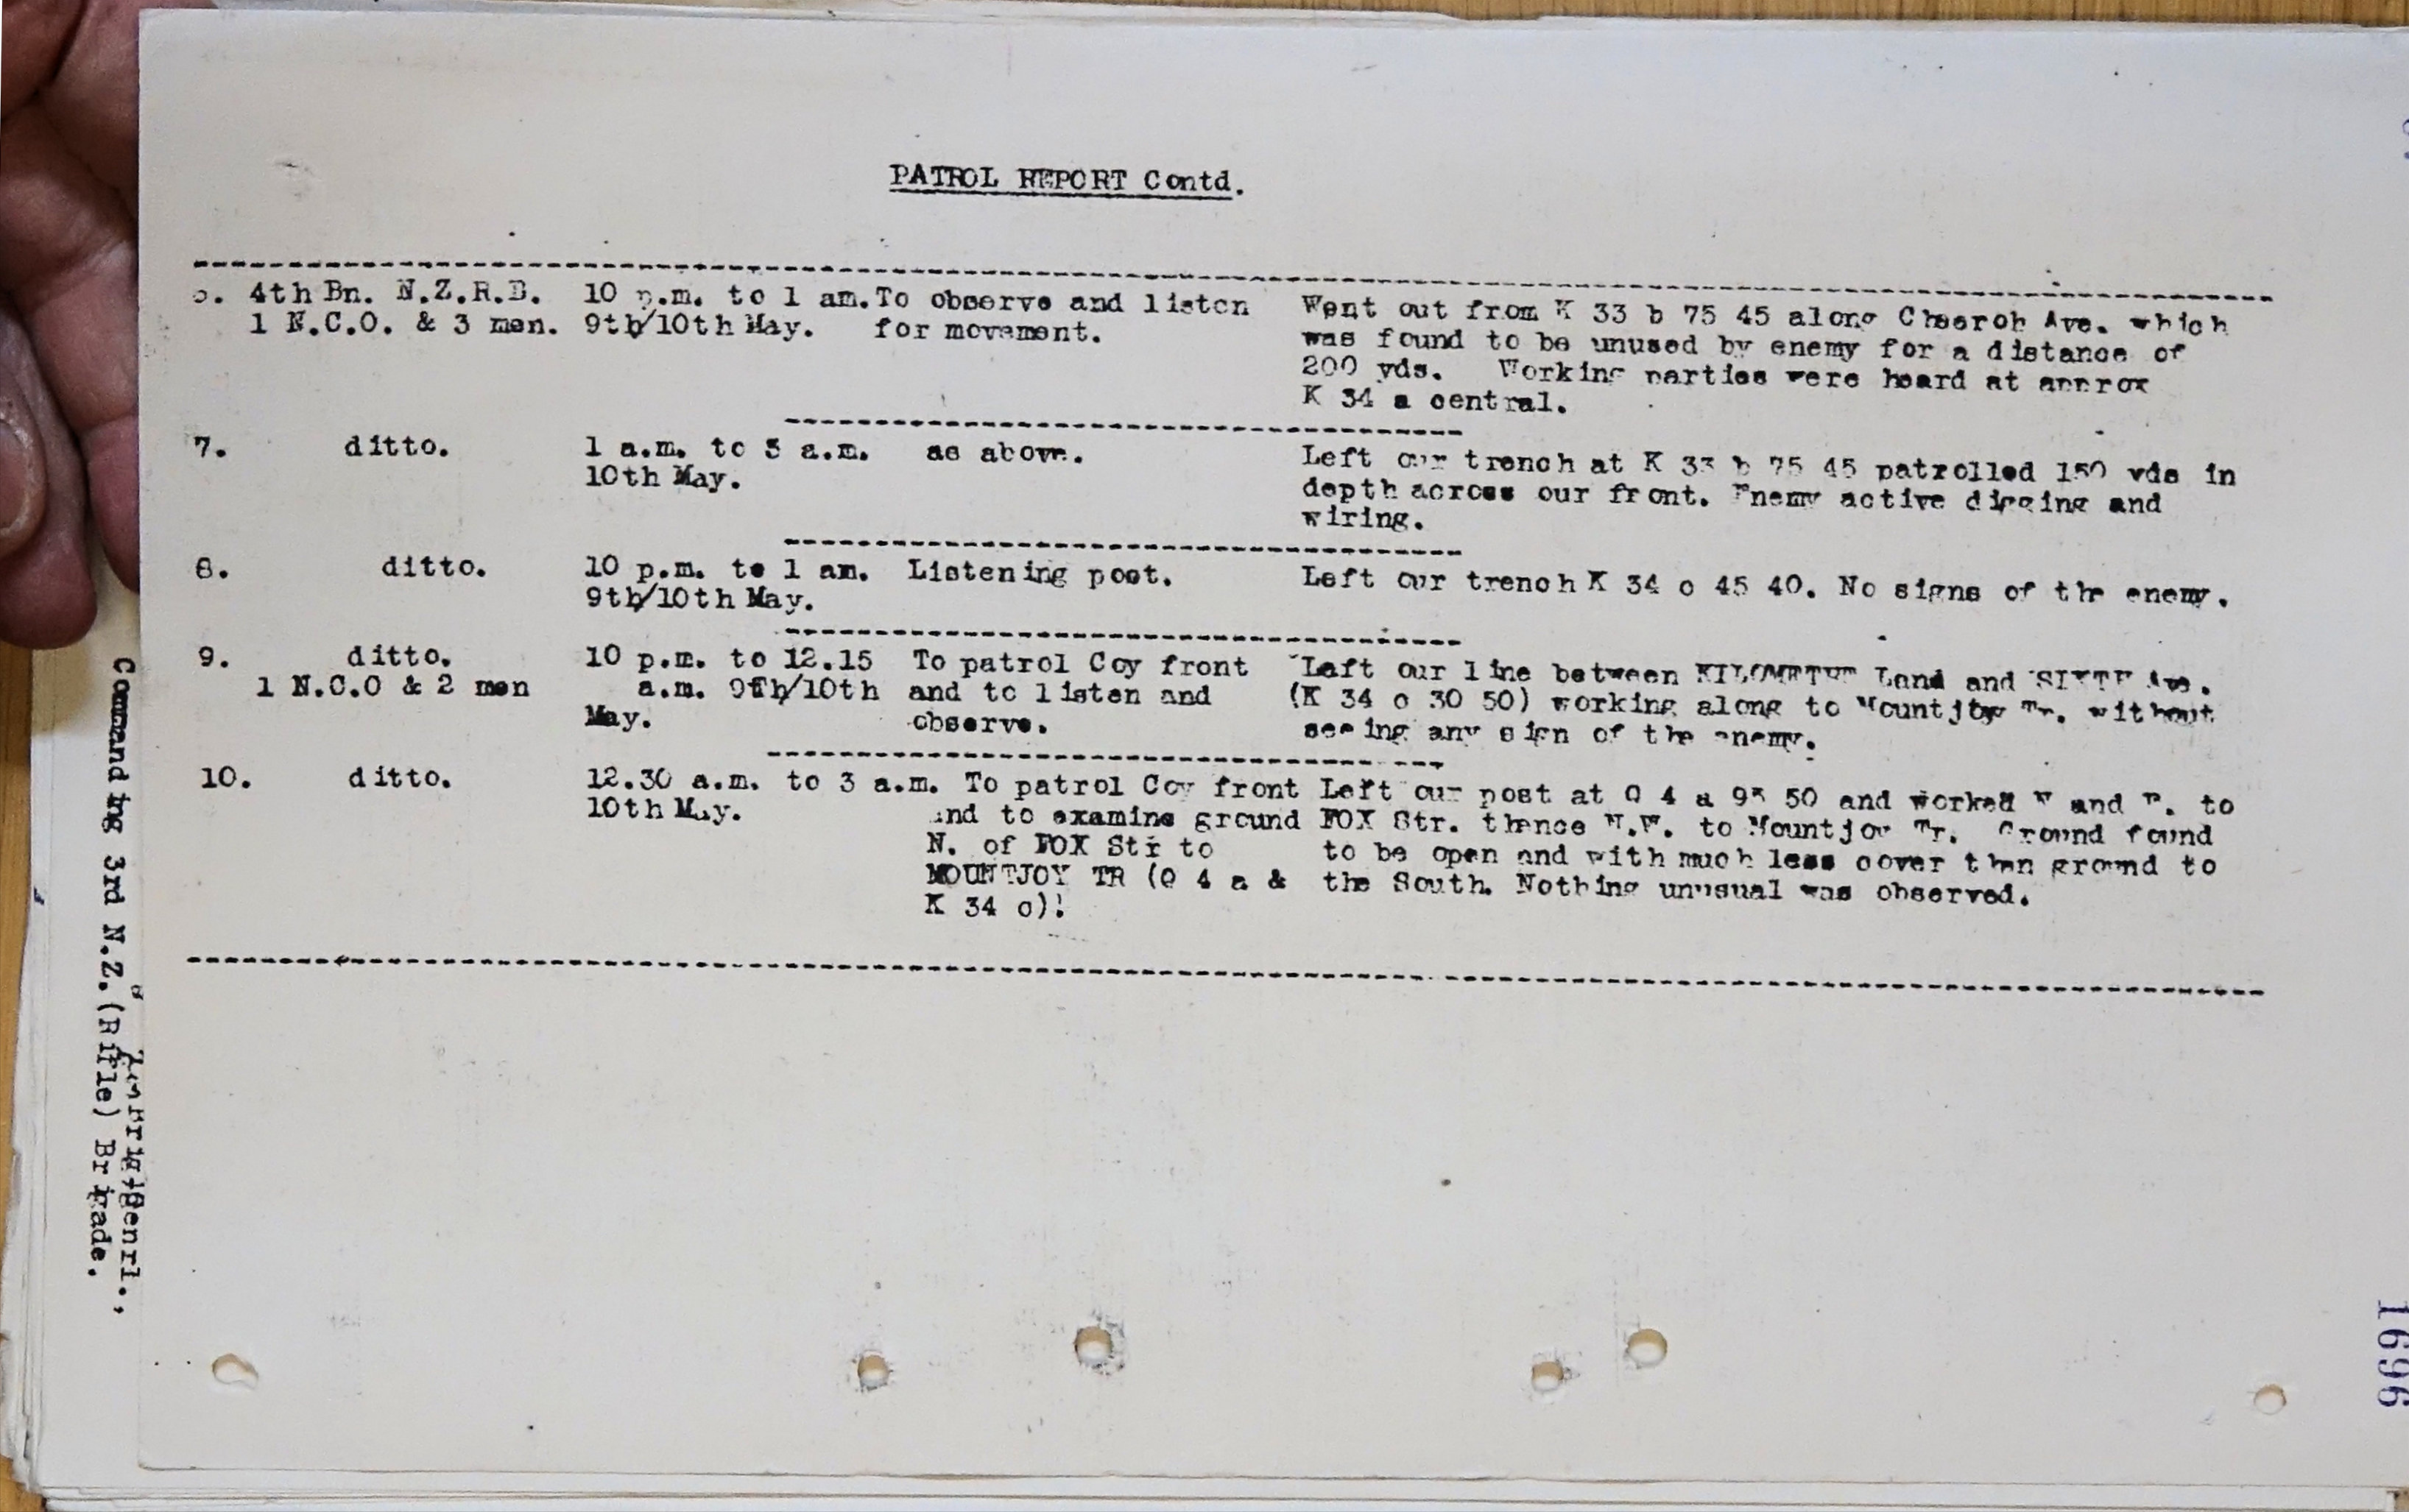 PATROL REPORT Contd.
4th Bn. N.Z.R.B. 10 p.m. to 1 am. To observe and listen Went out from K 33 b 75 45 along Cheeroh Ave. which
1 N.C.O. & 3 men. 9th/10th May. for movement. was found to be unused by enemy for a distance of
200 yds. Working parties were heard at approx
K 34 a central.
7. ditto. 1 a.m. to 3 a.m. as above. Left our trench at K 33 b 75 45 patrolled 150 yds in
10th May. depth across our front. Enemy active digging and
wiring.
8. ditto. 10 p.m. to 1 am. Listening post. Left our trench K 34 c 45 40. No signs of the enemy.
9th/10th May.
9. ditto. 10 p.m. to 12.15 To patrol Coy front Left our line between KILOMETRE Land and SIXTH Ave.
1 N.C.O & 2 men a.m. 9th/10th and to listen and (K 34 c 30 50) working along to Mountjoy Tr. without
May. observe. seeing any sign of the enemy.
10. ditto. 12.30 a.m. to 3 a.m. To patrol Coy front Left our post at Q 4 a 95 50 and worked and to
10th May. and to examine ground FOX Str. thence to Mountjoy Tr. Ground found
N. of FOX Str to to be open and with much less cover than ground to
MOUNTJOY TR (Q 4 a & the South. Nothing unusual was observed.
K 34 c).
Brig-Genrl.,
Commanding 3rd N.Z.(Rifle) Brigade.
1696